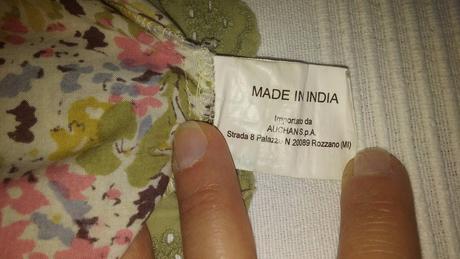 MADE IN INDIA
Importato da
AUCHAN S.p.A.
Strada 8 Palazzo N 20089 Rozzano (MI)